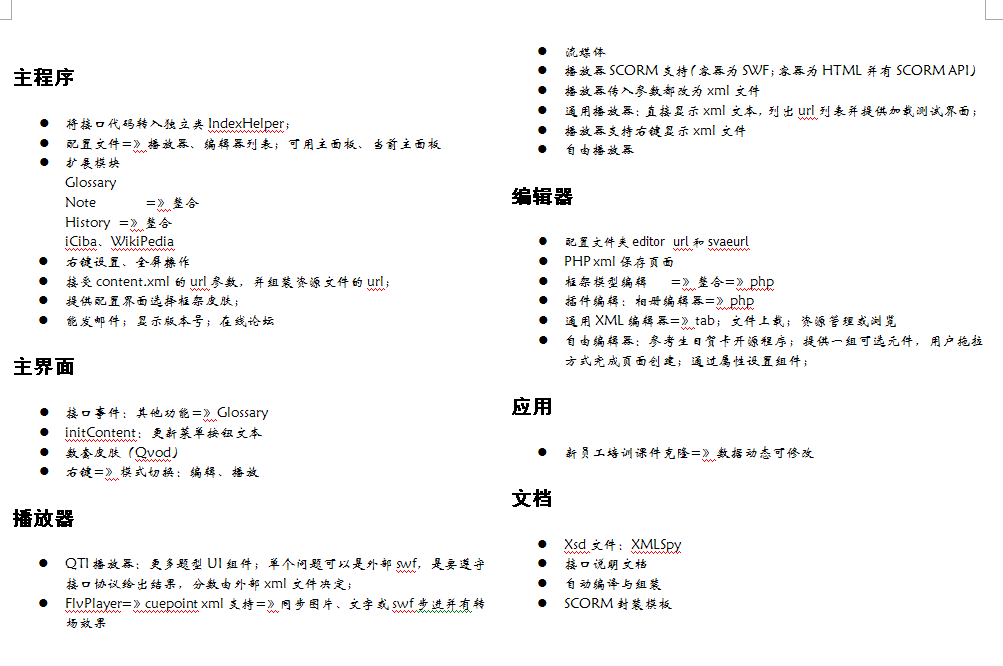 主程序
● 将接口代码转入独立类 IndexHelper；
● 配置文件=》播放器、编辑器列表；可用主面板、当前主面板
● 扩展模块
Glossary
Note =》整合
History =》整合
iCiba、WikiPedia
● 右键设置、全屏操作
● 接受 content.xml 的 url 参数，并组装资源文件的 url；
● 提供配置界面选择框架皮肤；
● 能发邮件；显示版本号；在线论坛
主界面
● 接口事件：其他功能=》Glossary
● initContent：更新菜单按钮文本
● 数套皮肤（Qvod）
● 右键=》模式切换：编辑、播放
播放器
● QTI 播放器：更多题型 UI 组件；单个问题可以是外部 swf，是要遵守
接口协议给出结果，分数由外部 xml 文件决定；
● FlvPlayer=》cuepoint xml 支持=》同步图片、文字或 swf 步进并有转
场效果
● 流媒体
● 播放器 SCORM 支持（容器为 SWF；容器为 HTML 并有 SCORM API）
● 播放器传入参数都改为 xml 文件
● 通用播放器：直接显示 xml 文本，列出 url 列表并提供加载测试界面；
● 播放器支持右键显示 xml 文件
● 自由播放器
编辑器
● 配置文件夹 editor url 和 svaeurl
● PHP xml 保存页面
● 框架模型编辑 =》整合=》php
● 插件编辑：相册编辑器=》php
● 通用 XML 编辑器=》tab；文件上载；资源管理或浏览
● 自由编辑器：参考生日贺卡开源程序；提供一组可选元件，用户拖拉
方式完成页面创建；通过属性设置组件；
应用
● 新员工培训课件克隆=》数据动态可修改
文档
● Xsd 文件：XMLSpy
● 接口说明文档
● 自动编译与组装
● SCORM 封装模板